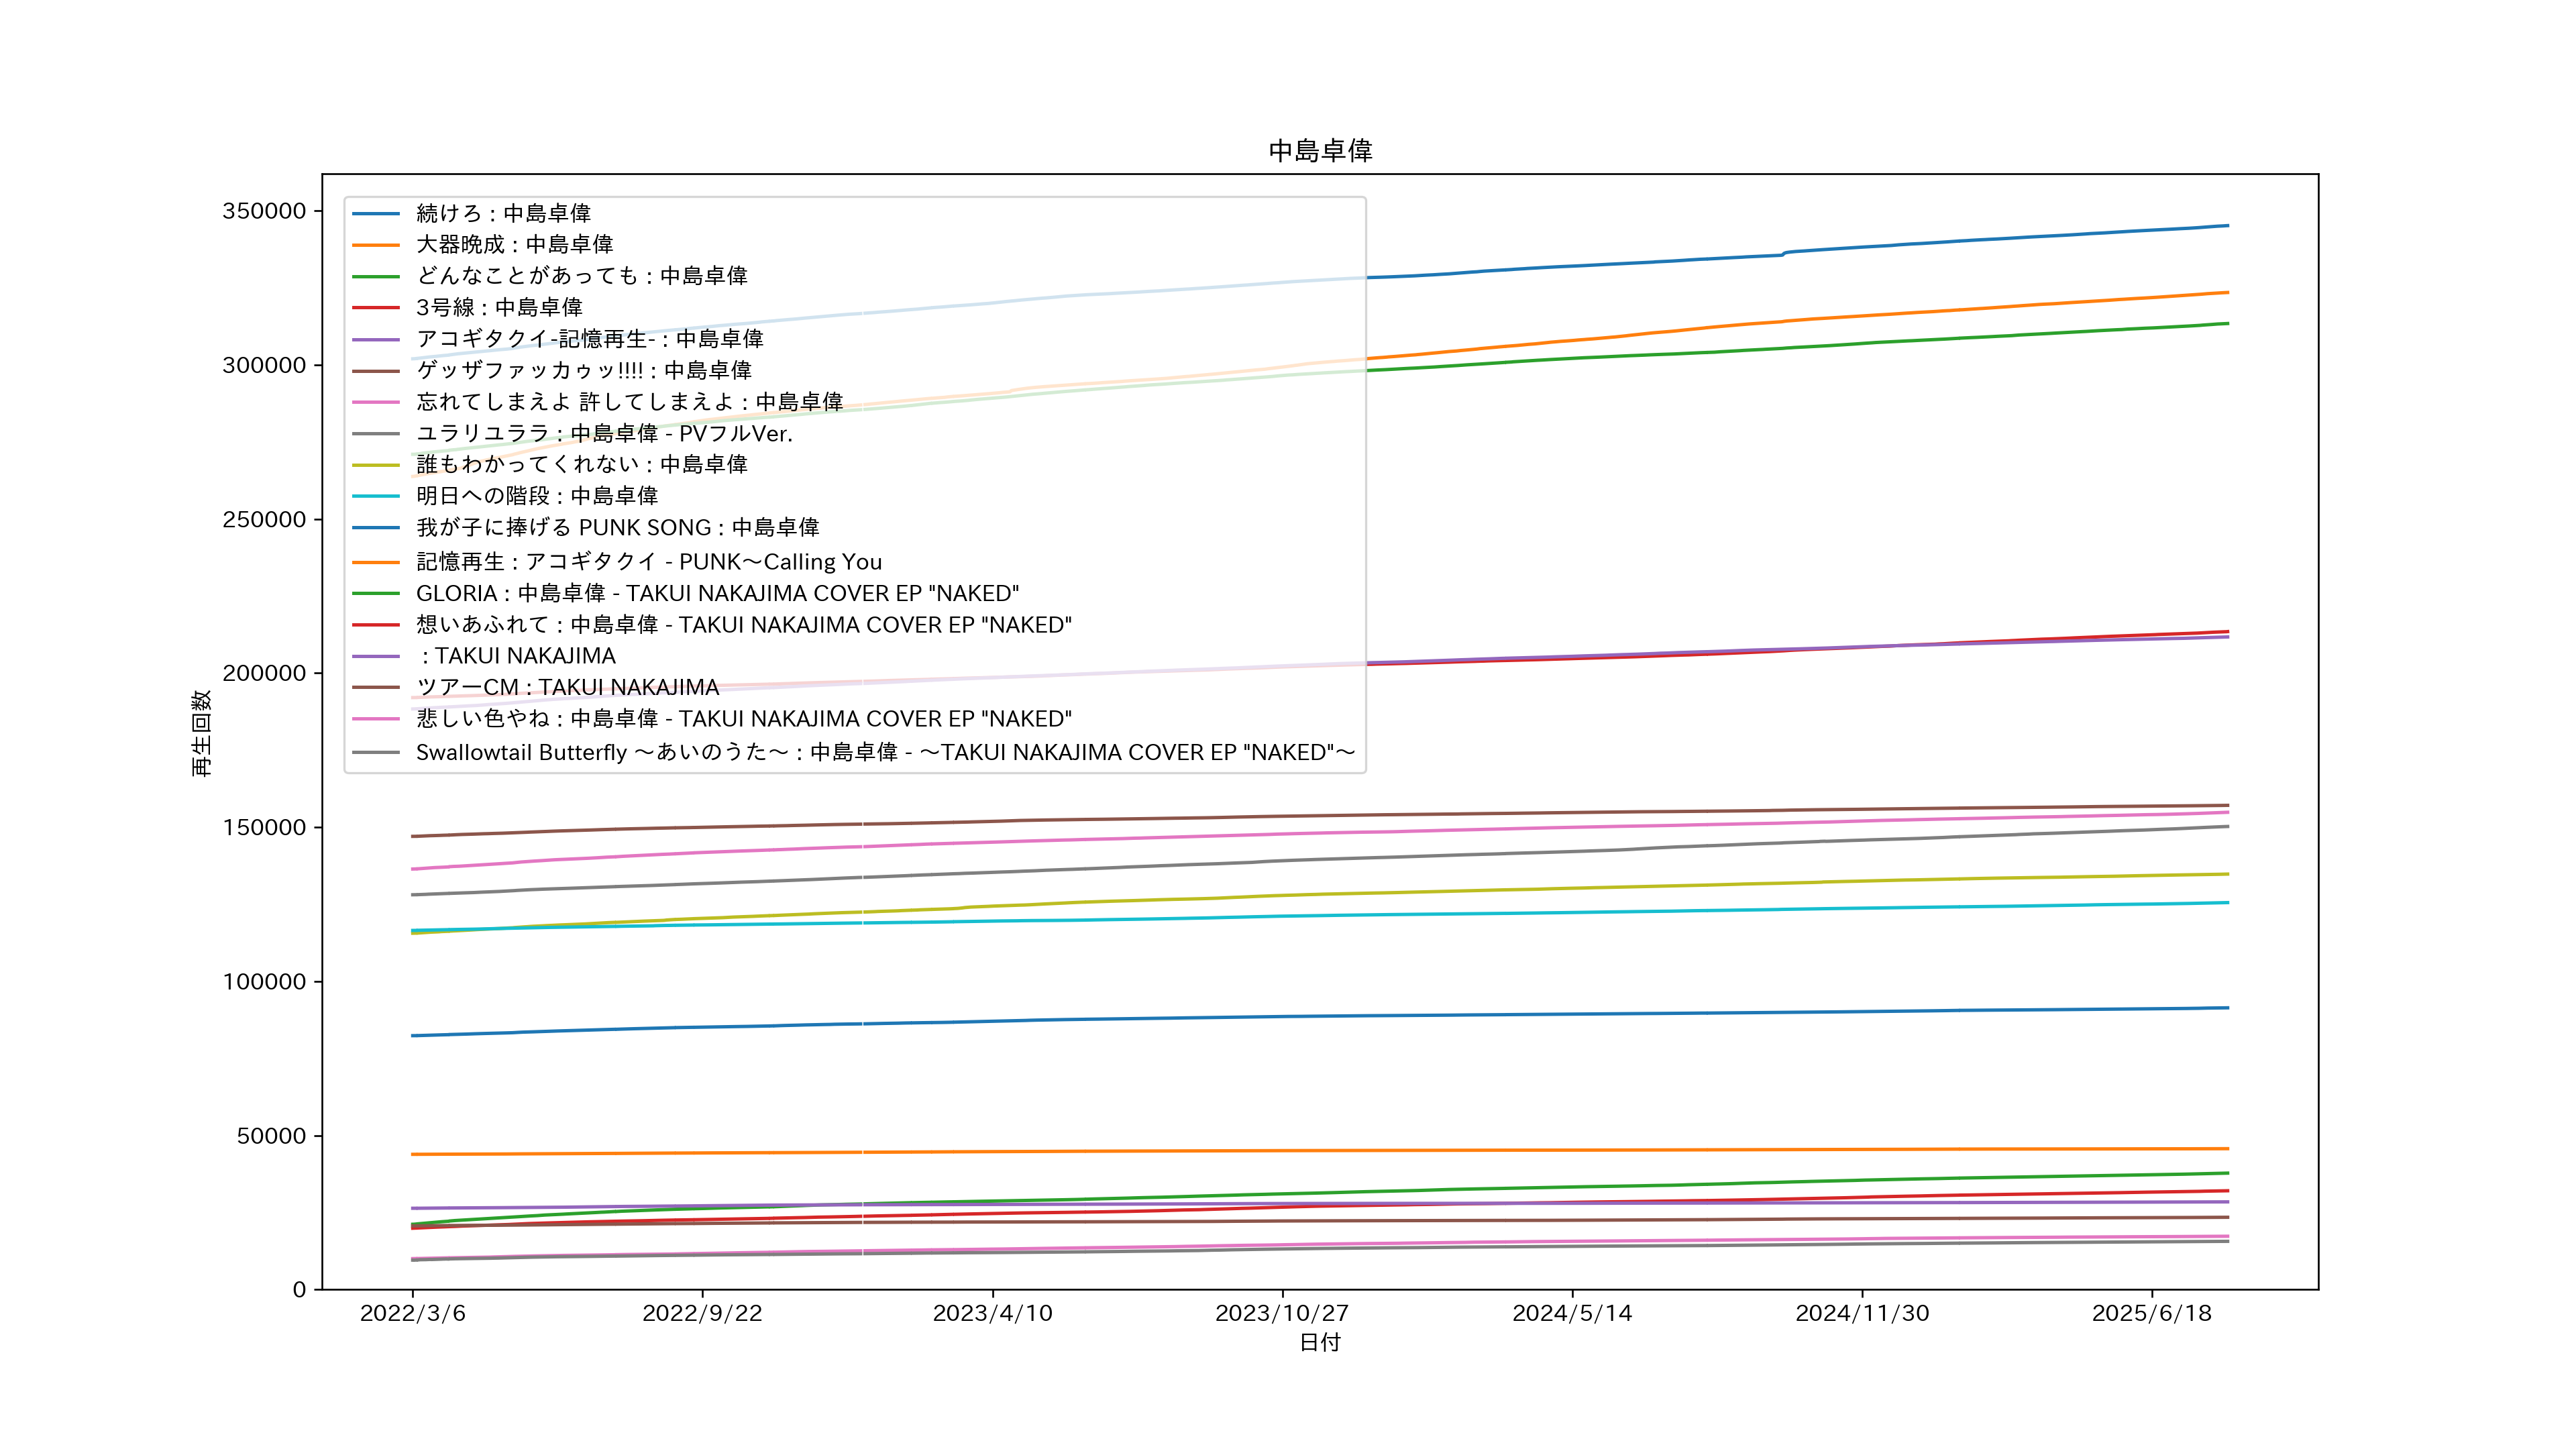 中島卓偉
350000
300000
250000
200000
150000
100000
50000
0
再生回数
続けろ : 中島卓偉
大器晩成 : 中島卓偉
どんなことがあっても : 中島卓偉
3号線 : 中島卓偉
アコギタクイ-記憶再生- : 中島卓偉
ゲッザファッカゥッ!!!! : 中島卓偉
忘れてしまえよ 許してしまえよ : 中島卓偉
ユラリユララ : 中島卓偉 - PVフルVer.
誰もわかってくれない : 中島卓偉
明日への階段 : 中島卓偉
我が子に捧げる PUNK SONG : 中島卓偉
記憶再生 : アコギタクイ - PUNK〜Calling You
GLORIA : 中島卓偉 - TAKUI NAKAJIMA COVER EP "NAKED"
想いあふれて : 中島卓偉 - TAKUI NAKAJIMA COVER EP "NAKED"
: TAKUI NAKAJIMA
ツアーCM : TAKUI NAKAJIMA
悲しい色やね : 中島卓偉 - TAKUI NAKAJIMA COVER EP "NAKED"
Swallowtail Butterfly 〜あいのうた〜 : 中島卓偉 - 〜TAKUI NAKAJIMA COVER EP "NAKED"〜
2022/3/6 2022/9/22 2023/4/10 2023/10/27 2024/5/14 2024/11/30 2025/6/18
日付